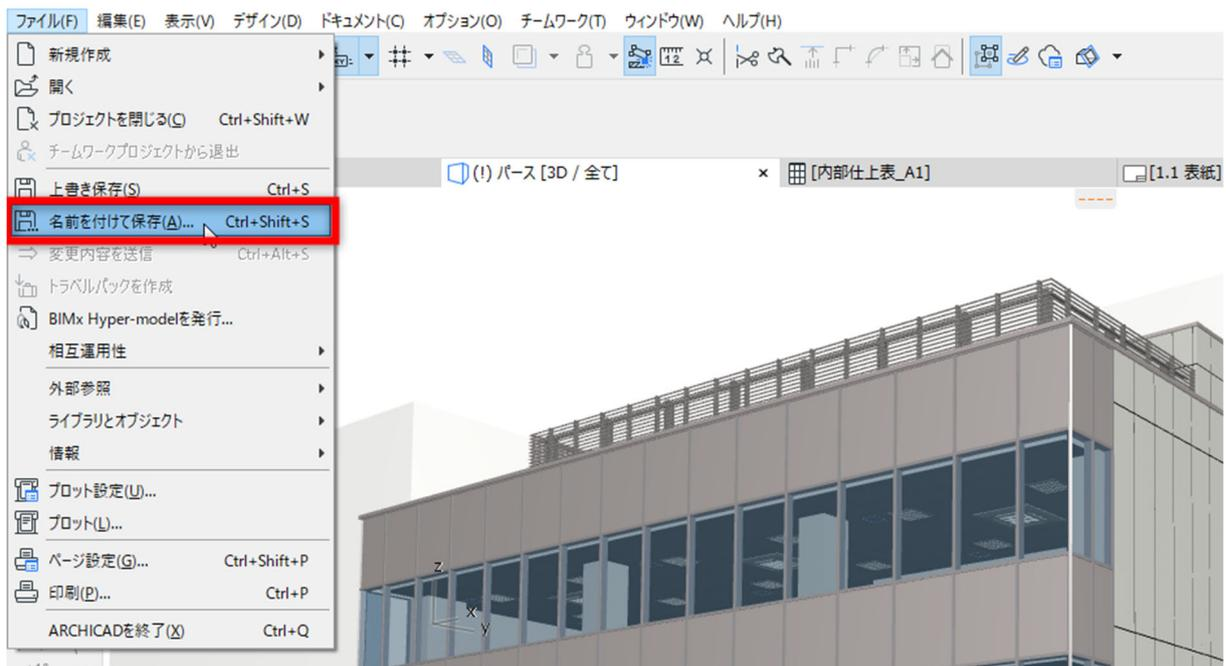 ファイル(F) 編集(E) 表示(V) デザイン(D) ドキュメント(C) オプション(O) チームワーク(T) ウィンドウ(W) ヘルプ(H)
新規作成
開く
プロジェクトを閉じる(C) Ctrl+Shift+W
チームワークプロジェクトから退出
(!) パース [3D / 全て] × [内部仕上表_A1] [1.1 表紙]
上書き保存(S) Ctrl+S
名前を付けて保存(A)... Ctrl+Shift+S
変更内容を送信 Ctrl+Alt+S
トラベルパックを作成
BIMx Hyper-modelを発行...
相互運用性
外部参照
ライブラリとオブジェクト
情報
プロット設定(U)...
プロット(L)...
ページ設定(G)... Ctrl+Shift+P
印刷(P)... Ctrl+P
ARCHICADを終了(X) Ctrl+Q
z
x
y
12